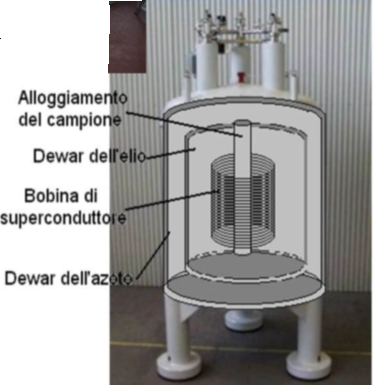 Alloggiamento
del campione
Dewar dell'elio
Bobina di
superconduttore
Dewar dell'azoto